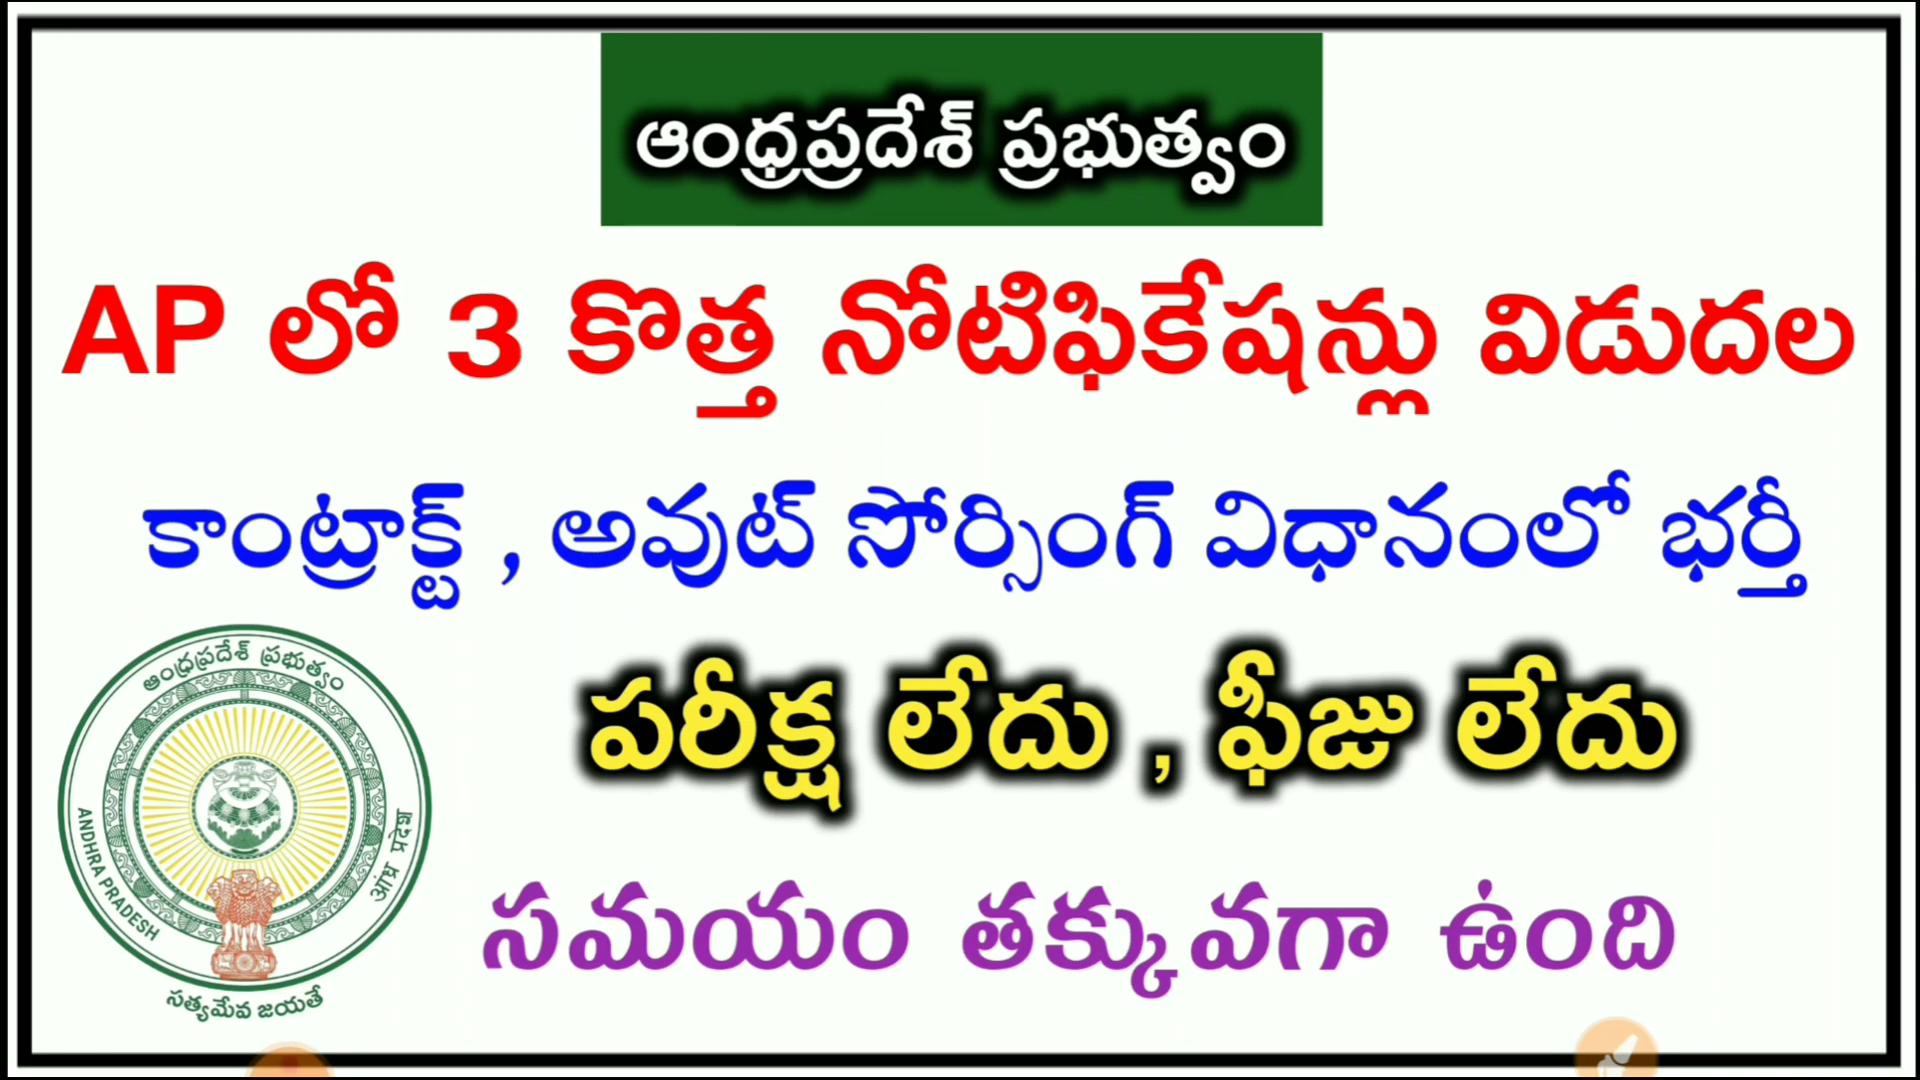 ఆంధ్రప్రదేశ్ ప్రభుత్వం
AP లో 3 కొత్త నోటిఫికేషన్లు విడుదల
కాంట్రాక్ట్ , అవుట్ సోర్సింగ్ విధానంలో భర్తీ
పరీక్ష లేదు , ఫీజు లేదు
సమయం తక్కువగా ఉంది
ఆంధ్రప్రదేశ్ ప్రభుత్వం
ANDHRA PRADESH
आंध्र प्रदेश
సత్యమేవ జయతే